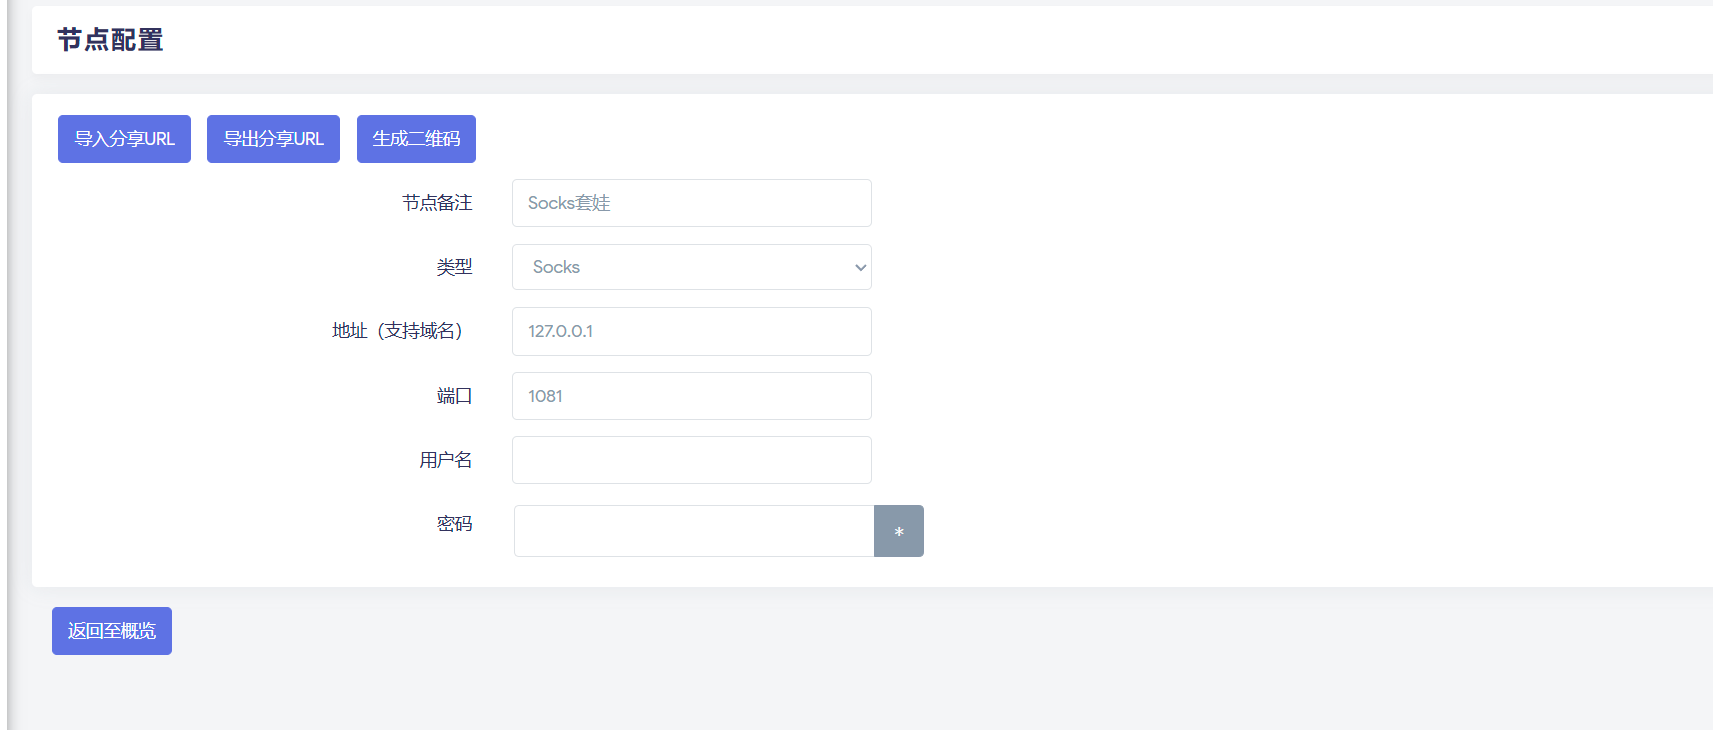 节点配置
导入分享URL 导出分享URL 生成二维码
节点备注 Socks套娃
类型 Socks
地址（支持域名） 127.0.0.1
端口 1081
用户名
密码 *
返回至概览